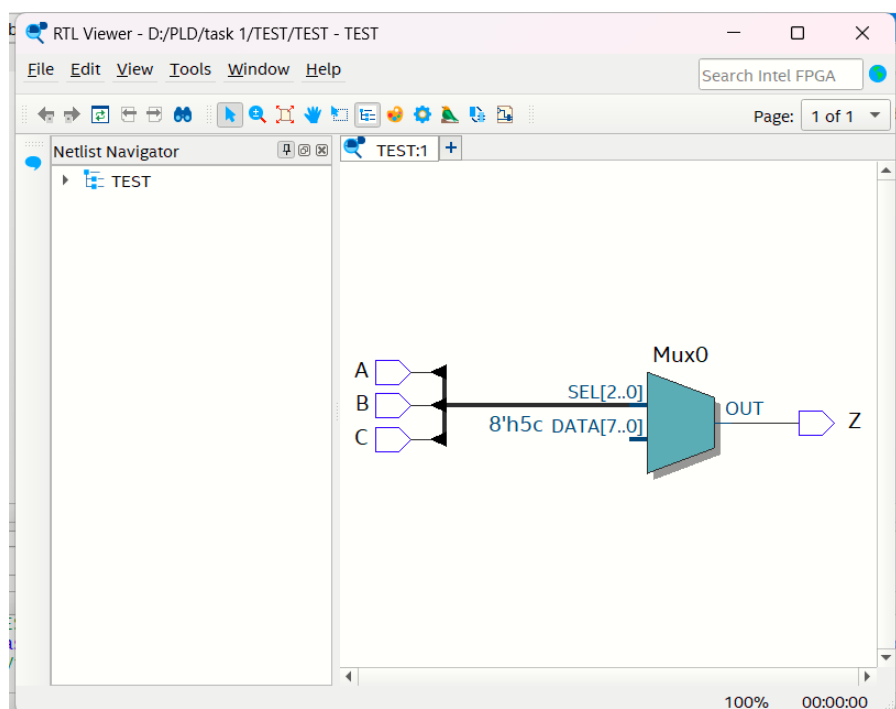 RTL Viewer - D:/PLD/task 1/TEST/TEST - TEST
File Edit View Tools Window Help
Search Intel FPGA
Page: 1 of 1
Netlist Navigator
TEST:1 +
TEST
Mux0
A
SEL[2..0]
B
OUT
Z
8'h5c DATA[7..0]
C
100% 00:00:00